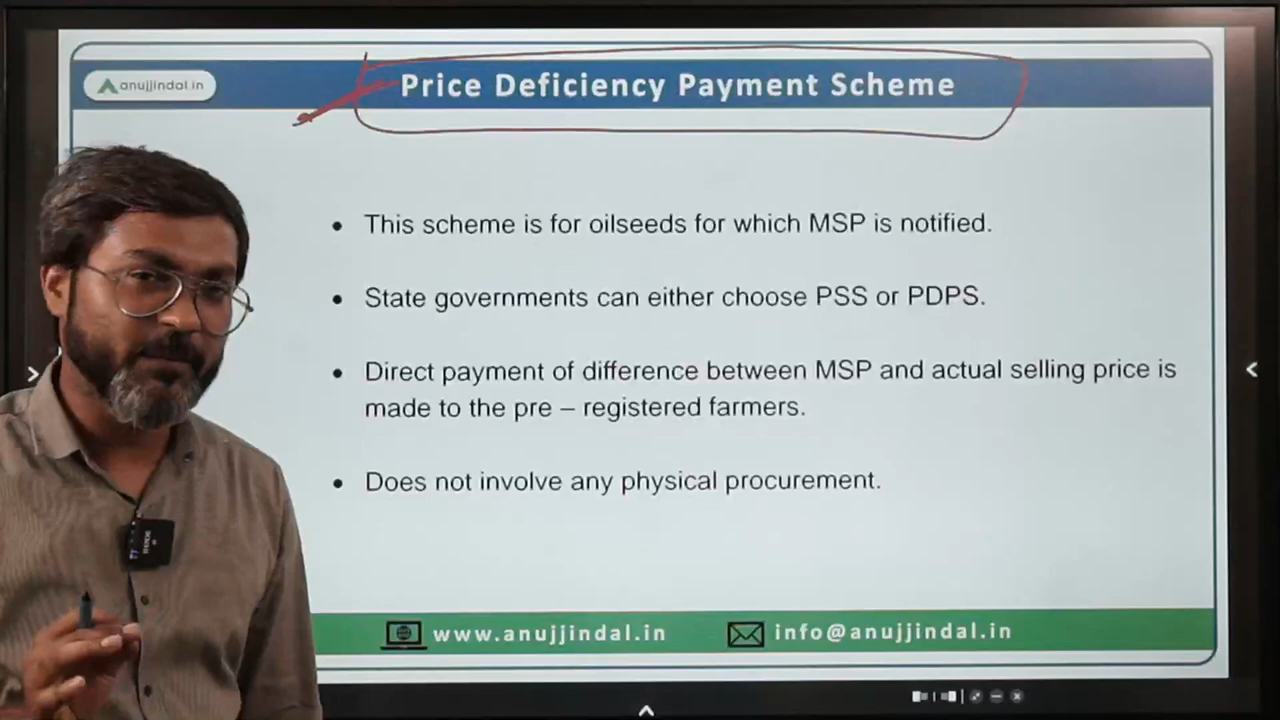 anujjindal.in
Price Deficiency Payment Scheme
• This scheme is for oilseeds for which MSP is notified.
• State governments can either choose PSS or PDPS.
• Direct payment of difference between MSP and actual selling price is
made to the pre – registered farmers.
• Does not involve any physical procurement.
www.anujjindal.in
info@anujjindal.in